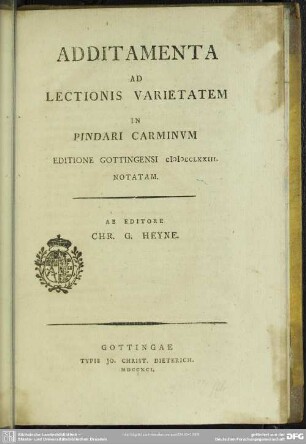 ADDITAMENTA
AD
LECTIONIS VARIETATEM
IN
PINDARI CARMINVM
EDITIONE GOTTINGENSI cIↃIↃCCLXXIII.
NOTATAM.
AB EDITORE
CHR. G. HEYNE.
GOTTINGAE
TYPIS JO. CHRIST. DIETERICH.
MDCCXCI.